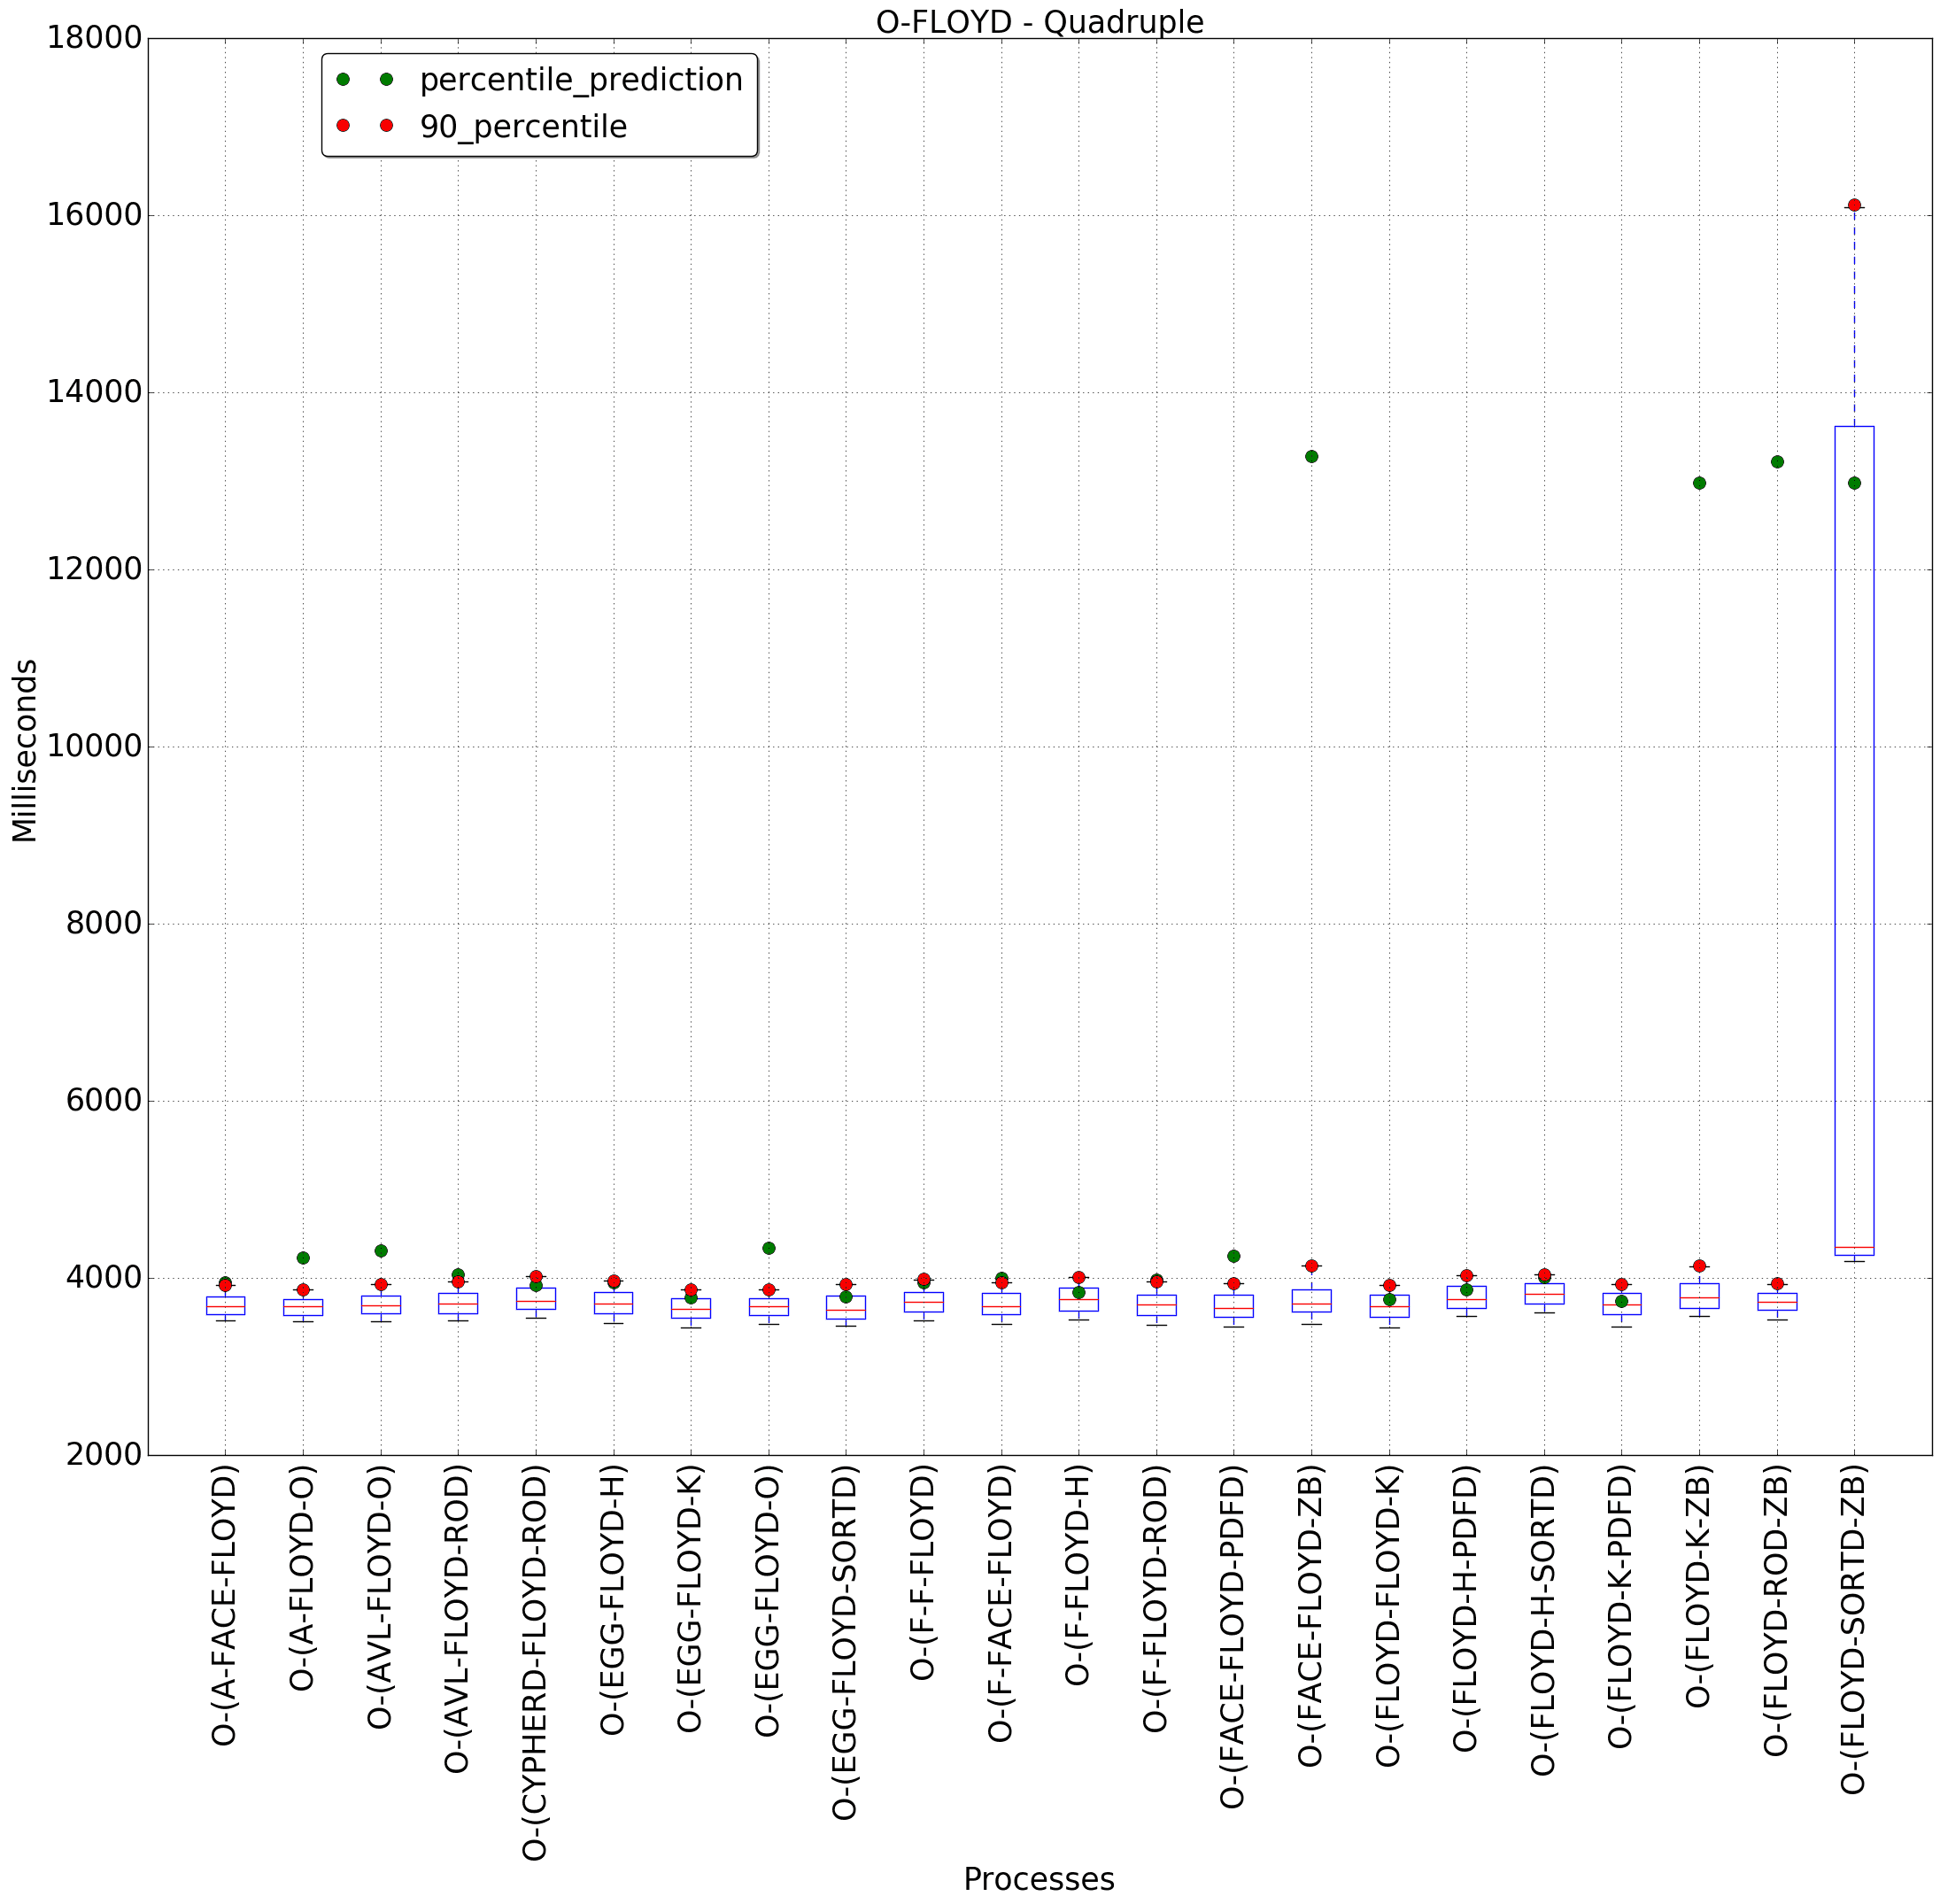 O-FLOYD - Quadruple
percentile_prediction
90_percentile
18000
16000
14000
12000
10000
8000
6000
4000
2000
Milliseconds
O-(A-FACE-FLOYD)
O-(A-FLOYD-O)
O-(AVL-FLOYD-O)
O-(AVL-FLOYD-ROD)
O-(CYPHERD-FLOYD-ROD)
O-(EGG-FLOYD-H)
O-(EGG-FLOYD-K)
O-(EGG-FLOYD-O)
O-(EGG-FLOYD-SORTD)
O-(F-F-FLOYD)
O-(F-FACE-FLOYD)
O-(F-FLOYD-H)
O-(F-FLOYD-ROD)
O-(FACE-FLOYD-PDFD)
O-(FACE-FLOYD-ZB)
O-(FLOYD-FLOYD-K)
O-(FLOYD-H-PDFD)
O-(FLOYD-H-SORTD)
O-(FLOYD-K-PDFD)
O-(FLOYD-K-ZB)
O-(FLOYD-ROD-ZB)
O-(FLOYD-SORTD-ZB)
Processes